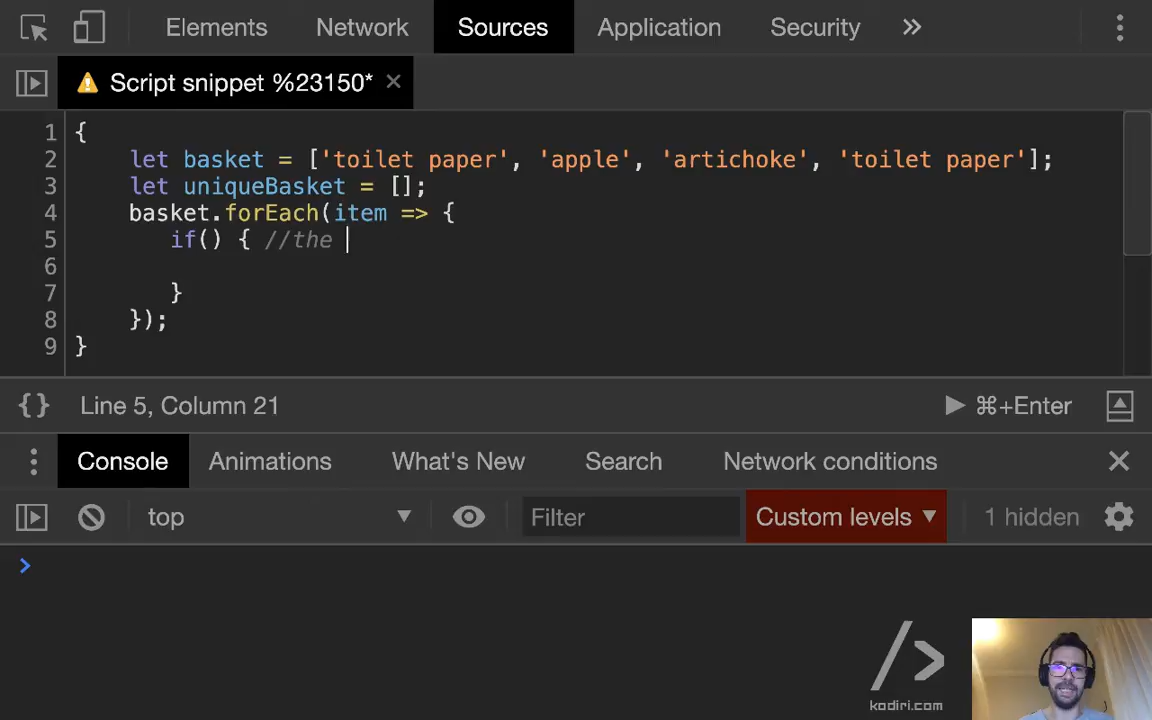 Elements Network Sources Application Security »
Script snippet %23150* ×
1 {
2 let basket = ['toilet paper', 'apple', 'artichoke', 'toilet paper'];
3 let uniqueBasket = [];
4 basket.forEach(item => {
5 if() { //the
6
7 }
8 });
9 }
{} Line 5, Column 21 ⌘+Enter
Console Animations What's New Search Network conditions
top Filter Custom levels 1 hidden
>
/>
kodiri.com